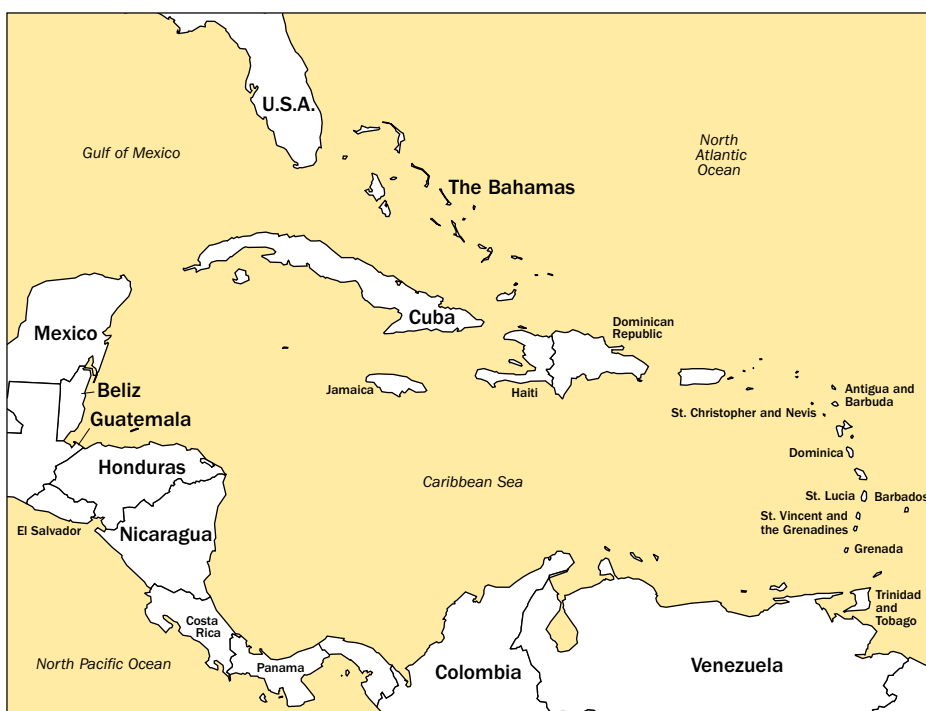 U.S.A.
Gulf of Mexico
North
Atlantic
Ocean
The Bahamas
Mexico
Cuba
Dominican
Republic
Beliz
Jamaica
Haiti
Antigua and
Barbuda
St. Christopher and Nevis
Guatemala
Dominica
Honduras
Caribbean Sea
St. Lucia
Barbados
El Salvador
Nicaragua
St. Vincent and
the Grenadines
Grenada
Trinidad
and
Tobago
Costa
Rica
North Pacific Ocean
Panama
Colombia
Venezuela